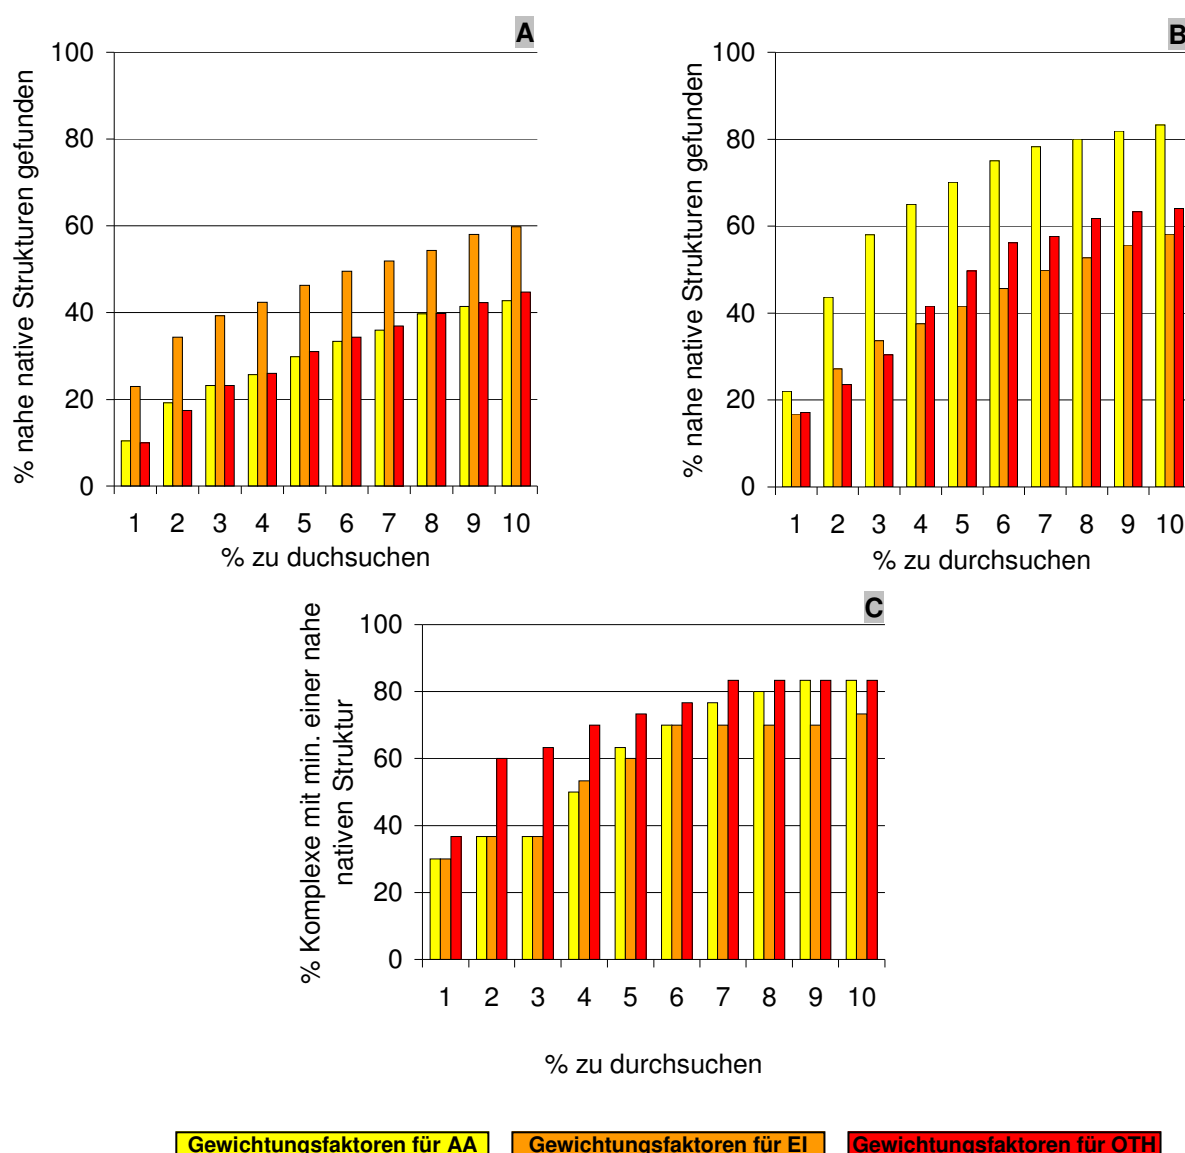 A
% nahe native Strukturen gefunden
100
80
60
40
20
0
1 2 3 4 5 6 7 8 9 10
% zu duchsuchen
B
% nahe native Strukturen gefunden
100
80
60
40
20
0
1 2 3 4 5 6 7 8 9 10
% zu durchsuchen
C
% Komplexe mit min. einer nahe
nativen Struktur
100
80
60
40
20
0
1 2 3 4 5 6 7 8 9 10
% zu durchsuchen
Gewichtungsfaktoren für AA Gewichtungsfaktoren für EI Gewichtungsfaktoren für OTH